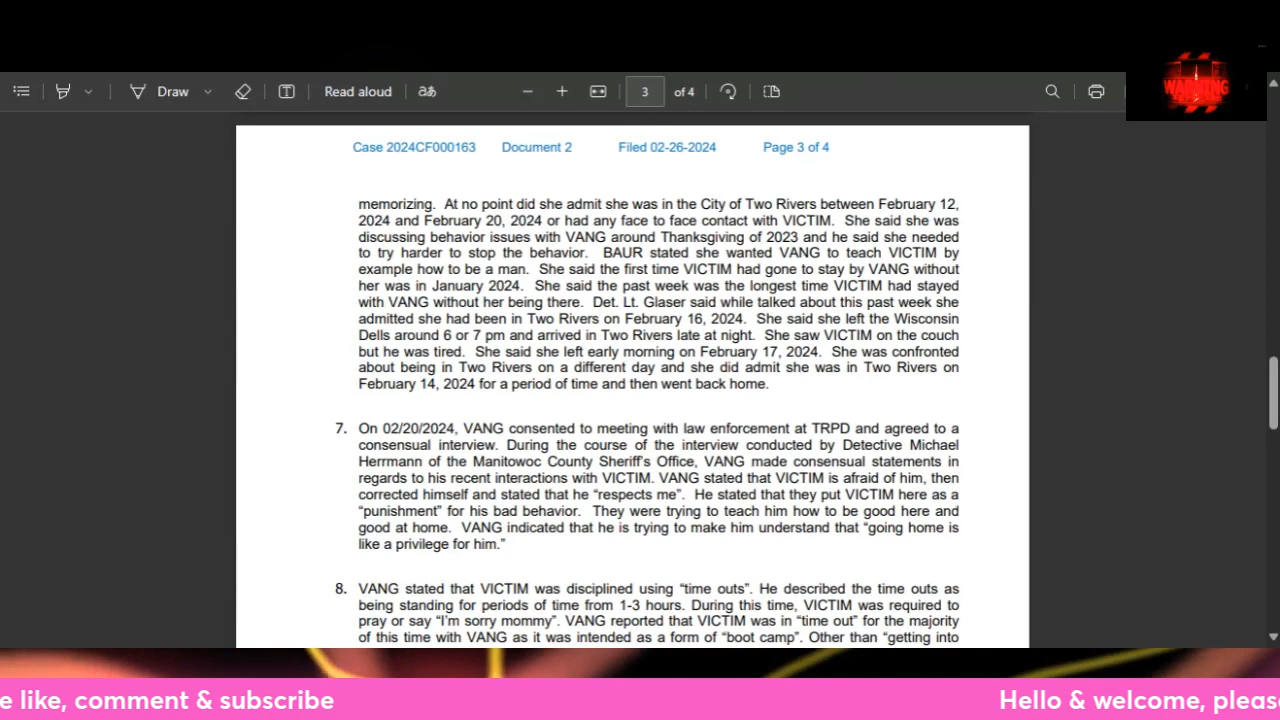 WARNING
Draw
Read aloud
aあ
3 of 4
Case 2024CF000163 Document 2 Filed 02-26-2024 Page 3 of 4
memorizing. At no point did she admit she was in the City of Two Rivers between February 12,
2024 and February 20, 2024 or had any face to face contact with VICTIM. She said she was
discussing behavior issues with VANG around Thanksgiving of 2023 and he said she needed
to try harder to stop the behavior. BAUR stated she wanted VANG to teach VICTIM by
example how to be a man. She said the first time VICTIM had gone to stay by VANG without
her was in January 2024. She said the past week was the longest time VICTIM had stayed
with VANG without her being there. Det. Lt. Glaser said while talked about this past week she
admitted she had been in Two Rivers on February 16, 2024. She said she left the Wisconsin
Dells around 6 or 7 pm and arrived in Two Rivers late at night. She saw VICTIM on the couch
but he was tired. She said she left early morning on February 17, 2024. She was confronted
about being in Two Rivers on a different day and she did admit she was in Two Rivers on
February 14, 2024 for a period of time and then went back home.
7. On 02/20/2024, VANG consented to meeting with law enforcement at TRPD and agreed to a
consensual interview. During the course of the interview conducted by Detective Michael
Herrmann of the Manitowoc County Sheriff's Office, VANG made consensual statements in
regards to his recent interactions with VICTIM. VANG stated that VICTIM is afraid of him, then
corrected himself and stated that he “respects me”. He stated that they put VICTIM here as a
“punishment” for his bad behavior. They were trying to teach him how to be good here and
good at home. VANG indicated that he is trying to make him understand that “going home is
like a privilege for him.”
8. VANG stated that VICTIM was disciplined using “time outs”. He described the time outs as
being standing for periods of time from 1-3 hours. During this time, VICTIM was required to
pray or say “I'm sorry mommy”. VANG reported that VICTIM was in “time out” for the majority
of this time with VANG as it was intended as a form of “boot camp”. Other than “getting into
e like, comment & subscribe
Hello & welcome, please